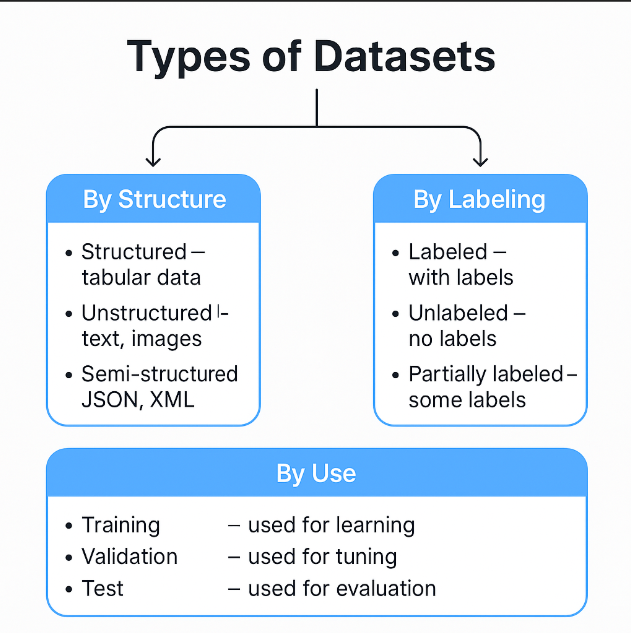 Types of Datasets
By Structure
• Structured –
tabular data
• Unstructured |-
text, images
• Semi-structured
JSON, XML
By Labeling
• Labeled –
with labels
• Unlabeled –
no labels
• Partially labeled –
some labels
By Use
• Training – used for learning
• Validation – used for tuning
• Test – used for evaluation